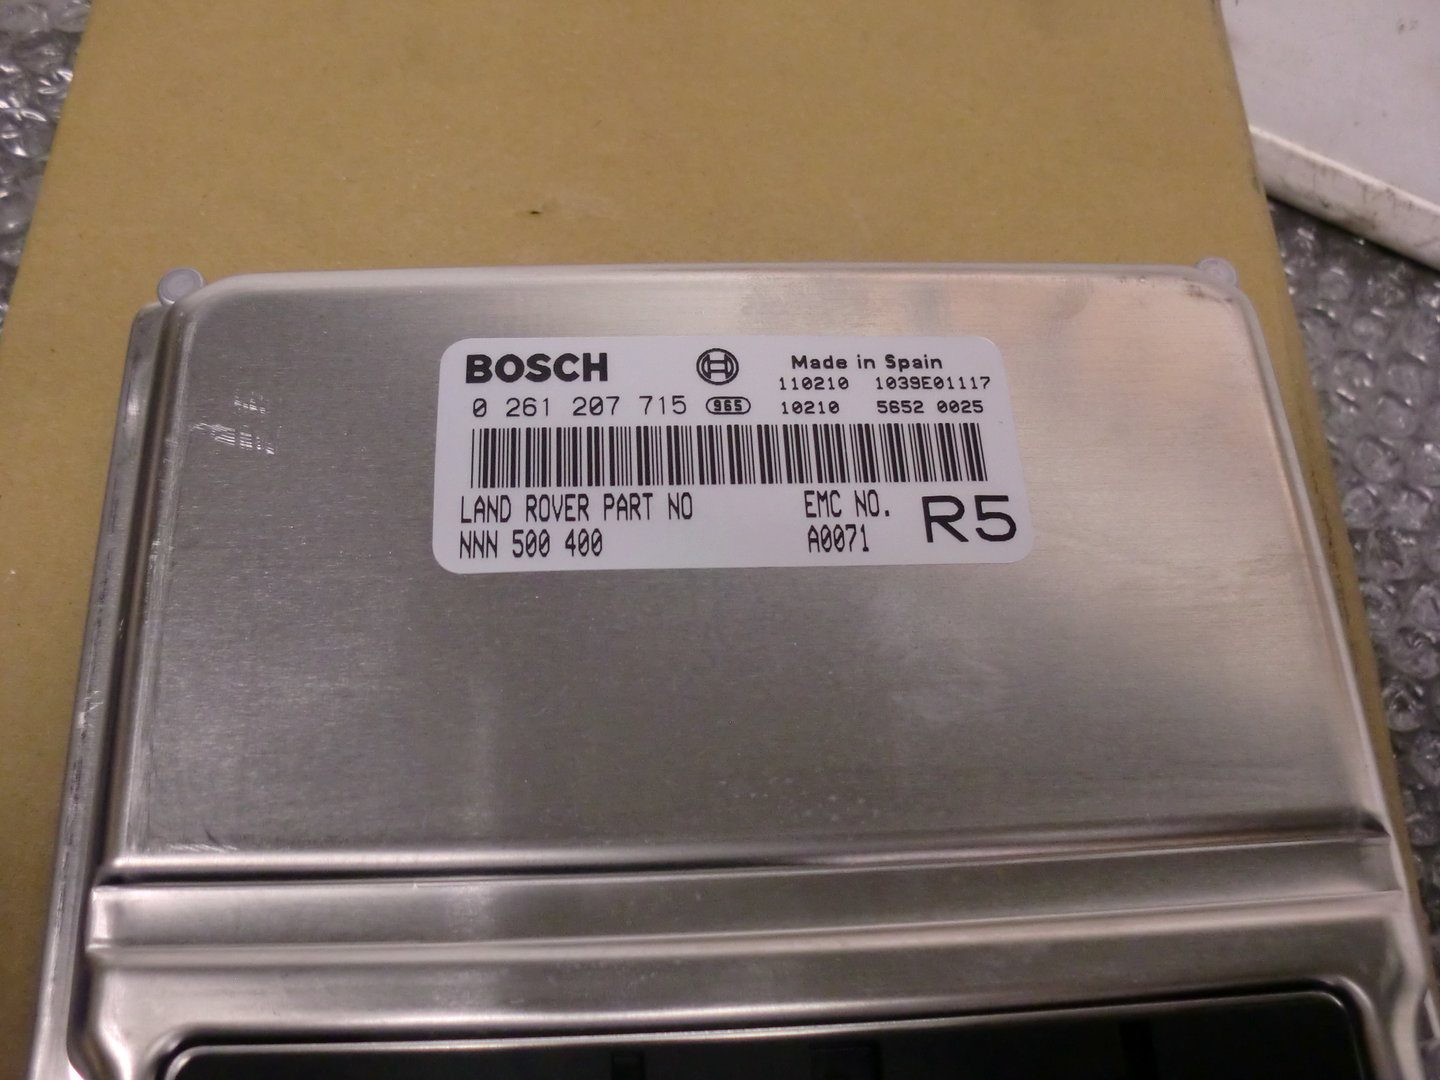 BOSCH
Made in Spain
110210 1039E01117
0 261 207 715 965 10210 5652 0025
LAND ROVER PART NO EMC NO. R5
NNN 500 400 A0071